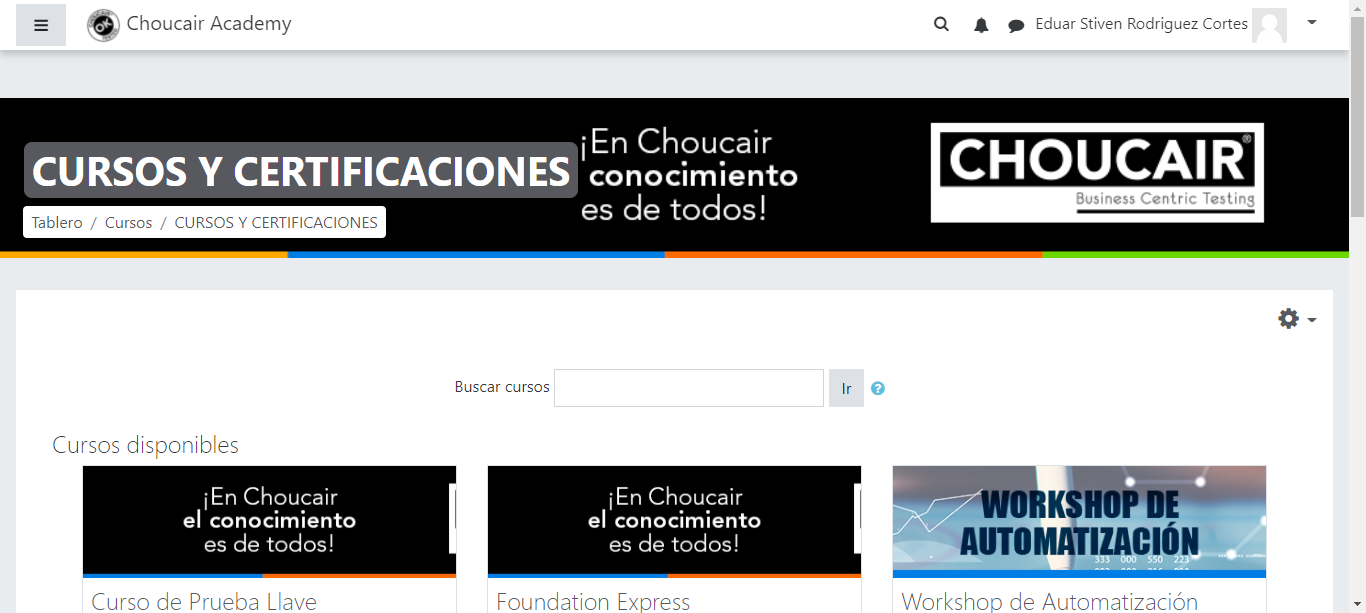 Choucair Academy
Eduar Stiven Rodriguez Cortes
CURSOS Y CERTIFICACIONES
Tablero / Cursos / CURSOS Y CERTIFICACIONES
¡En Choucair
conocimiento
es de todos!
CHOUCAIR®
Business Centric Testing
Buscar cursos
Ir
Cursos disponibles
¡En Choucair
el conocimiento
es de todos!
Curso de Prueba Llave
¡En Choucair
el conocimiento
es de todos!
Foundation Express
WORKSHOP DE
AUTOMATIZACIÓN
333 000 550 223
Workshop de Automatización